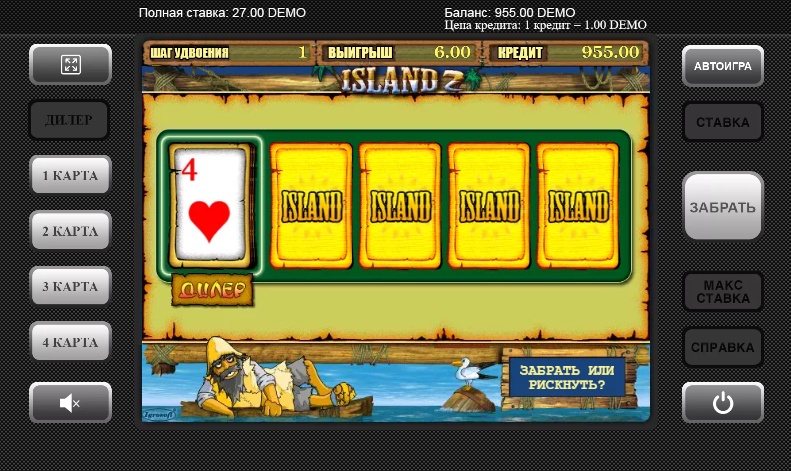 Полная ставка: 27.00 DEMO
Баланс: 955.00 DEMO
Цена кредита: 1 кредит = 1.00 DEMO
ШАГ УДВОЕНИЯ 1 ВЫИГРЫШ 6.00 КРЕДИТ 955.00
ISLAND 2
АВТОИГРА
ДИЛЕР
СТАВКА
1 КАРТА
4
ISLAND ISLAND ISLAND ISLAND
2 КАРТА
ЗАБРАТЬ
3 КАРТА
ДИЛЕР
МАКС
СТАВКА
4 КАРТА
СПРАВКА
ЗАБРАТЬ ИЛИ
РИСКНУТЬ?
Igrosoft